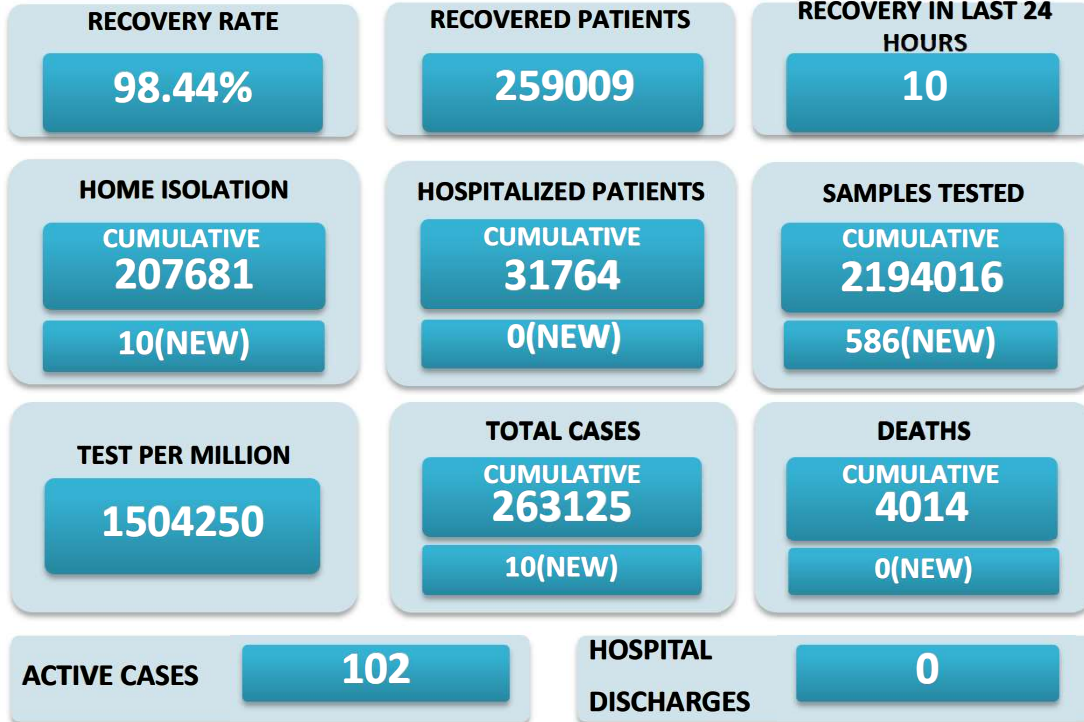 RECOVERY RATE
98.44%
RECOVERED PATIENTS
259009
RECOVERY IN LAST 24
HOURS
10
HOME ISOLATION
CUMULATIVE
207681
10(NEW)
HOSPITALIZED PATIENTS
CUMULATIVE
31764
0(NEW)
SAMPLES TESTED
CUMULATIVE
2194016
586(NEW)
TEST PER MILLION
1504250
TOTAL CASES
CUMULATIVE
263125
10(NEW)
DEATHS
CUMULATIVE
4014
0(NEW)
ACTIVE CASES
102
HOSPITAL
DISCHARGES
0